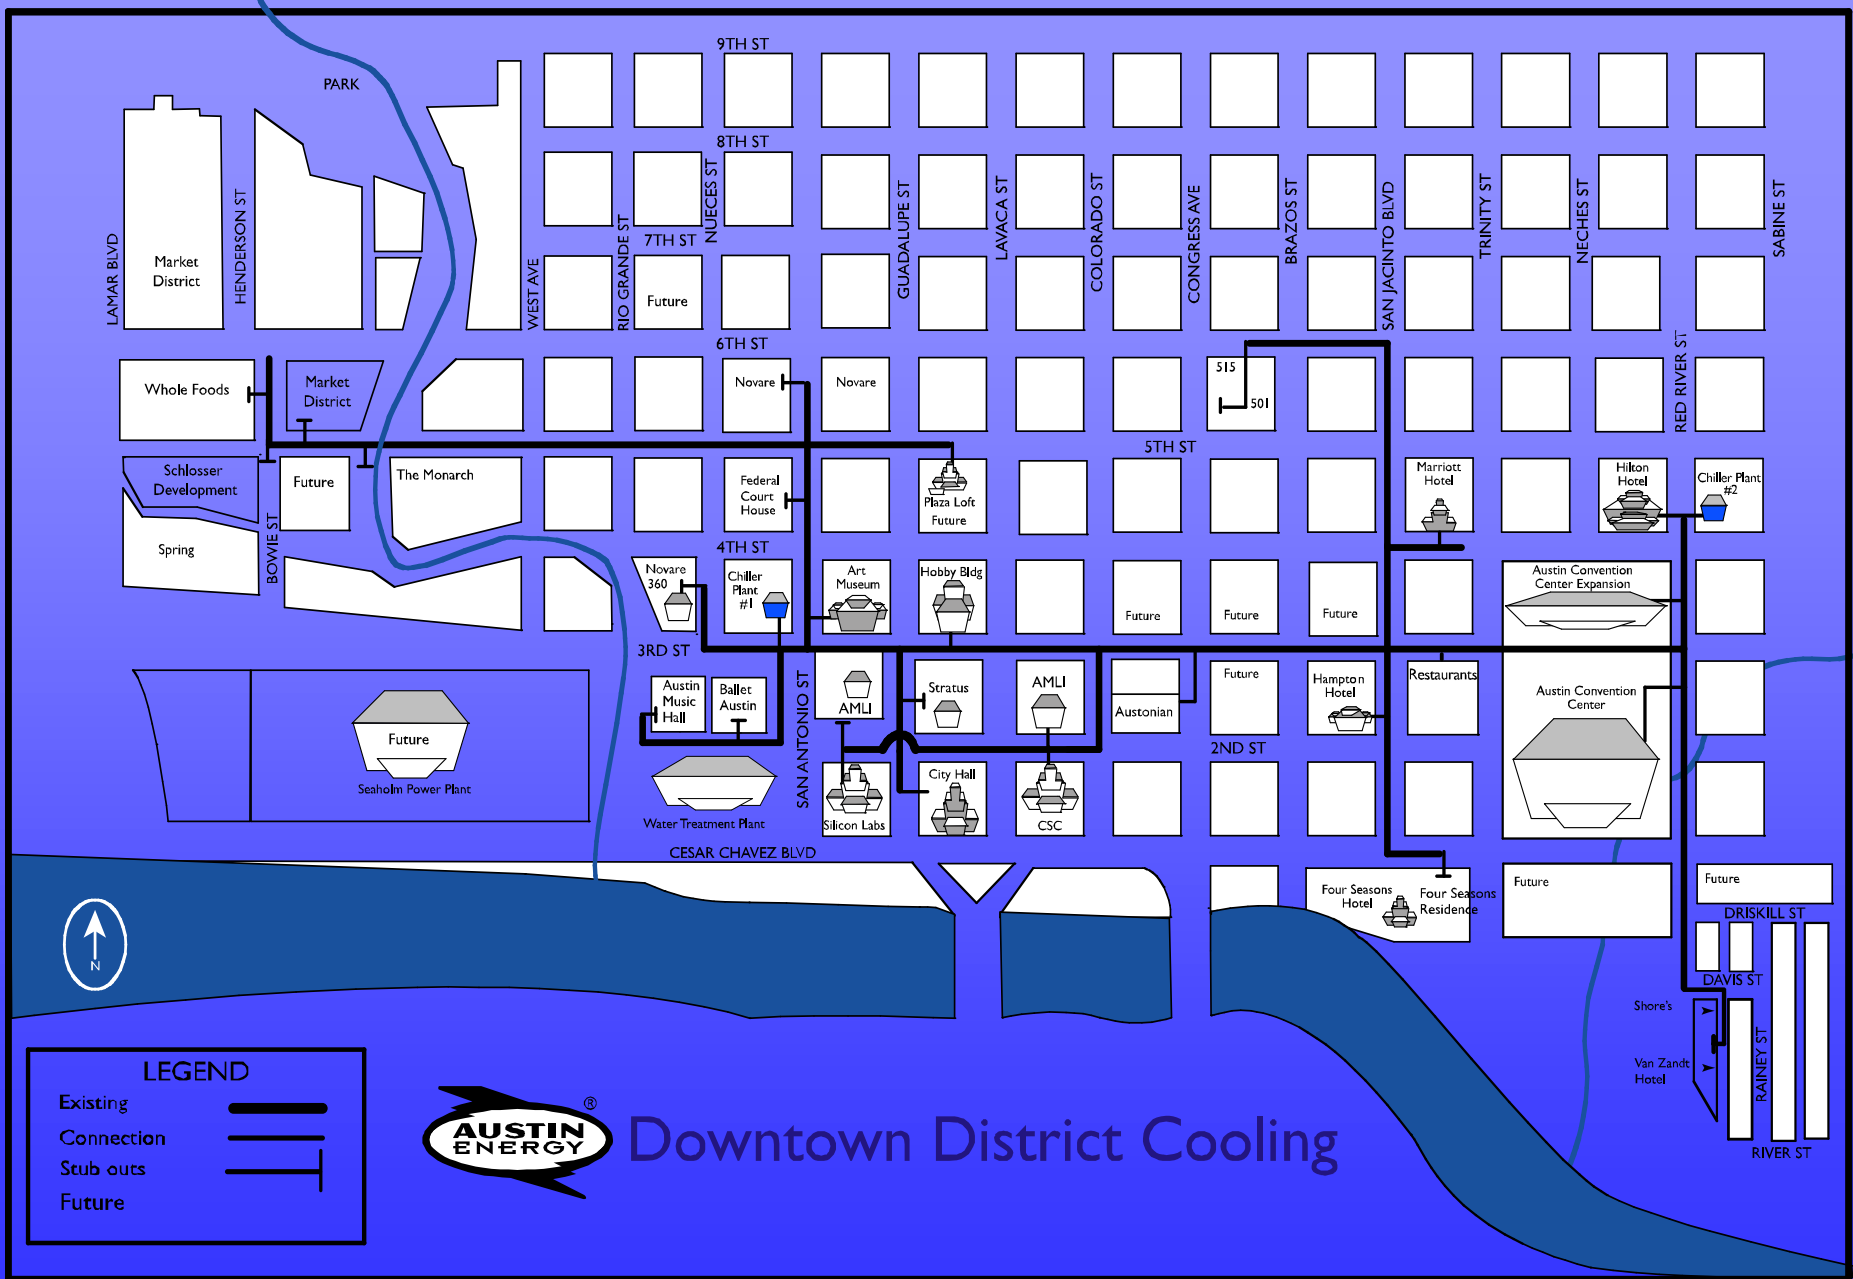 9TH ST
PARK
8TH ST
LAMAR BLVD
HENDERSON ST
WEST AVE
RIO GRANDE ST
NUECES ST
7TH ST
GUADALUPE ST
LAVACA ST
COLORADO ST
CONGRESS AVE
BRAZOS ST
SAN JACINTO BLVD
TRINITY ST
NECHES ST
SABINE ST
RED RIVER ST
Market
District
Future
6TH ST
Whole Foods
Market
District
Novare
Novare
515
501
5TH ST
Schlosser
Development
Future
The Monarch
Federal
Court
House
Plaza Loft
Future
Marriott
Hotel
Hilton
Hotel
Chiller Plant
#2
Spring
BOWIE ST
4TH ST
Novare
360
Chiller
Plant
#1
Art
Museum
Hobby Bldg
Future
Future
Future
Austin Convention
Center Expansion
3RD ST
Austin
Music
Hall
Ballet
Austin
SAN ANTONIO ST
AMLI
Stratus
AMLI
Austonian
Future
Hampton
Hotel
Restaurants
Austin Convention
Center
Future
Seaholm Power Plant
2ND ST
Water Treatment Plant
Silicon Labs
City Hall
CSC
CESAR CHAVEZ BLVD
Four Seasons
Hotel
Four Seasons
Residence
Future
Future
DRISKILL ST
DAVIS ST
Shore's
Van Zandt
Hotel
RAINEY ST
RIVER ST
N
LEGEND
Existing
Connection
Stub outs
Future
AUSTIN
ENERGY
®
Downtown District Cooling